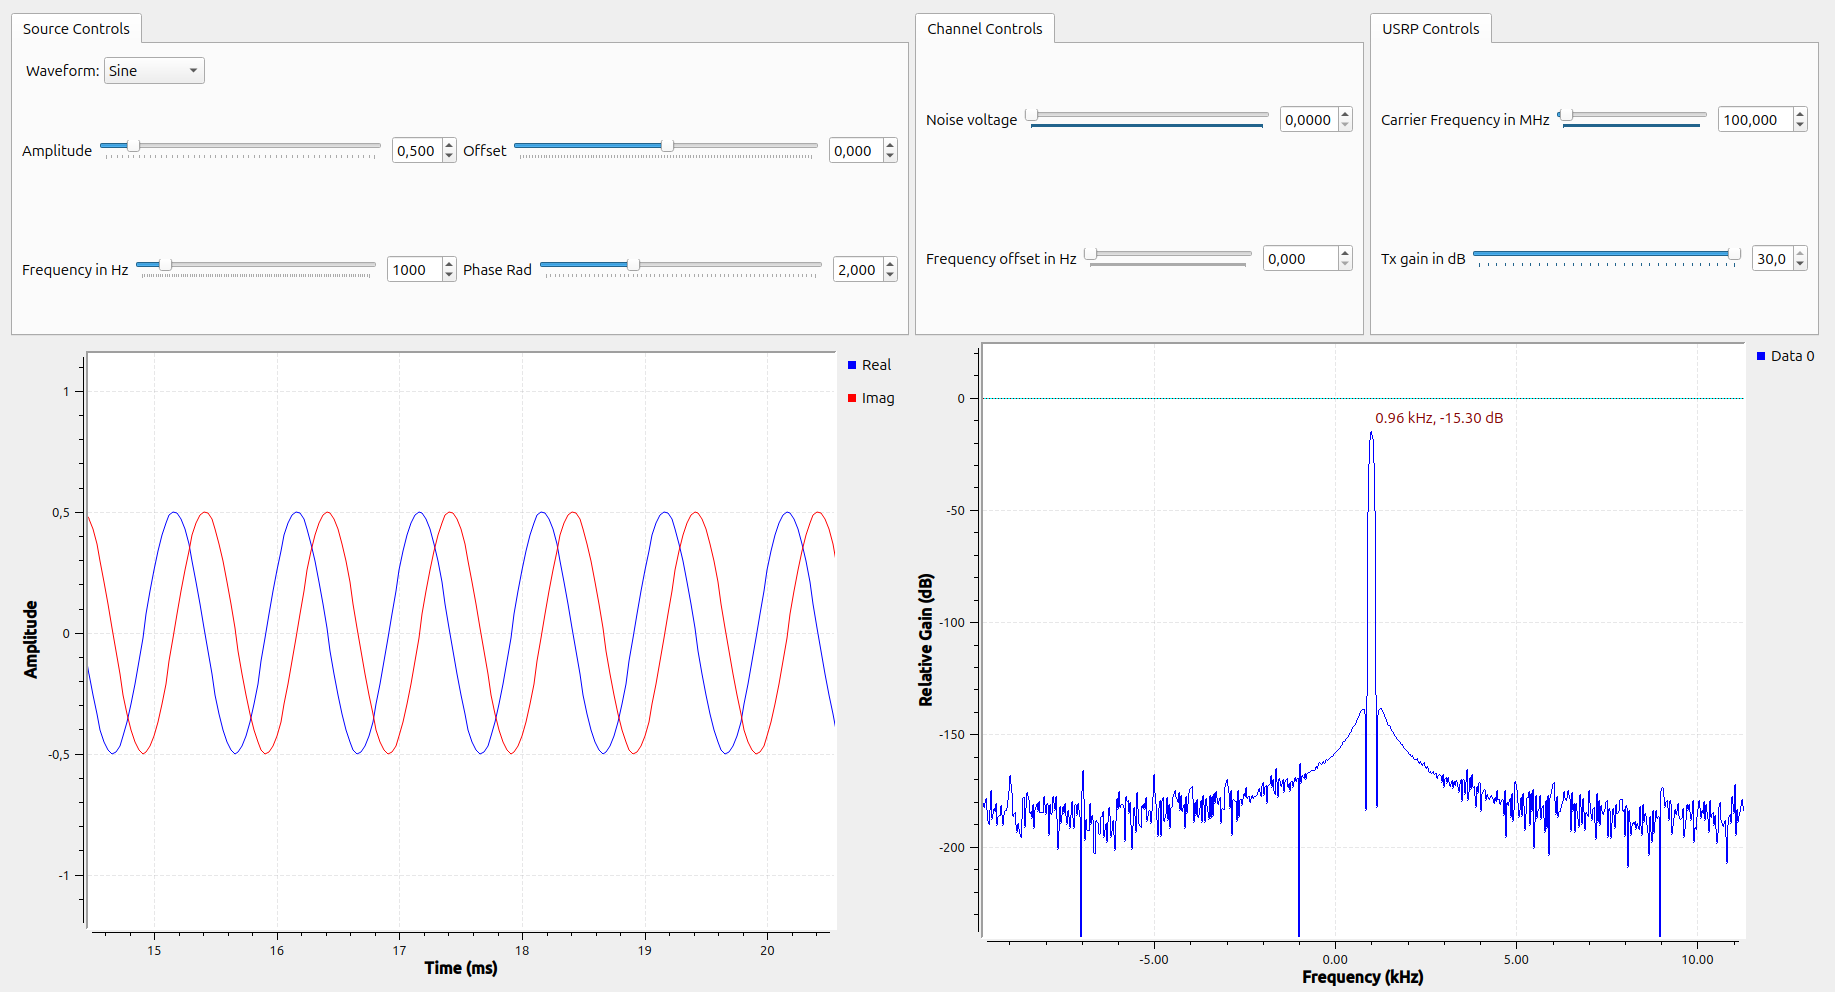 Source Controls
Waveform: Sine
Amplitude 0,500 Offset 0,000
Frequency in Hz 1000 Phase Rad 2,000
Channel Controls
Noise voltage 0,0000
Frequency offset in Hz 0,000
USRP Controls
Carrier Frequency in MHz 100,000
Tx gain in dB 30,0
Real
Imag
1
0,5
0
-0,5
-1
Amplitude
15 16 17 18 19 20
Time (ms)
Data 0
0.96 kHz, -15.30 dB
0
-50
-100
-150
-200
Relative Gain (dB)
-5.00 0.00 5.00 10.00
Frequency (kHz)